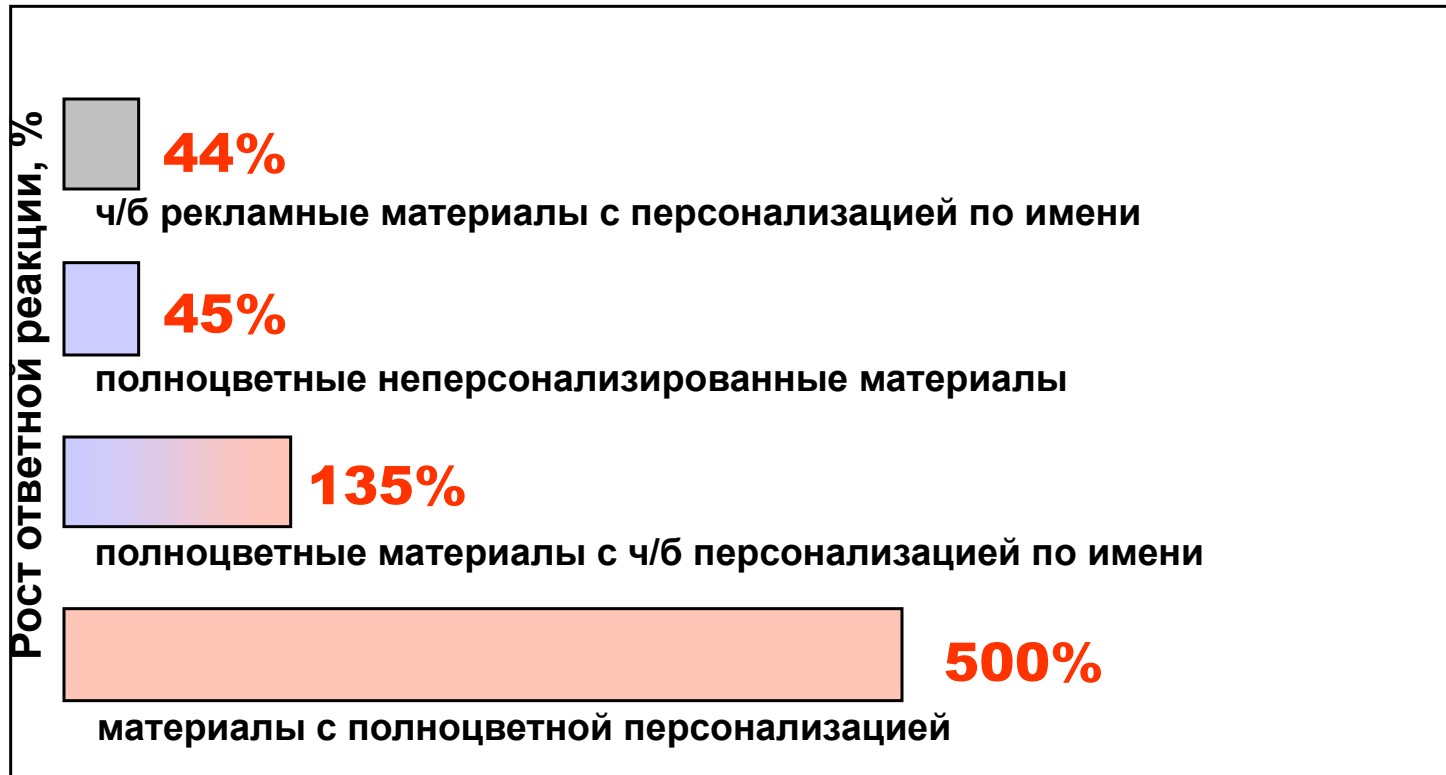 Рост ответной реакции, %
44%
ч/б рекламные материалы с персонализацией по имени
45%
полноцветные неперсонализированные материалы
135%
полноцветные материалы с ч/б персонализацией по имени
500%
материалы с полноцветной персонализацией